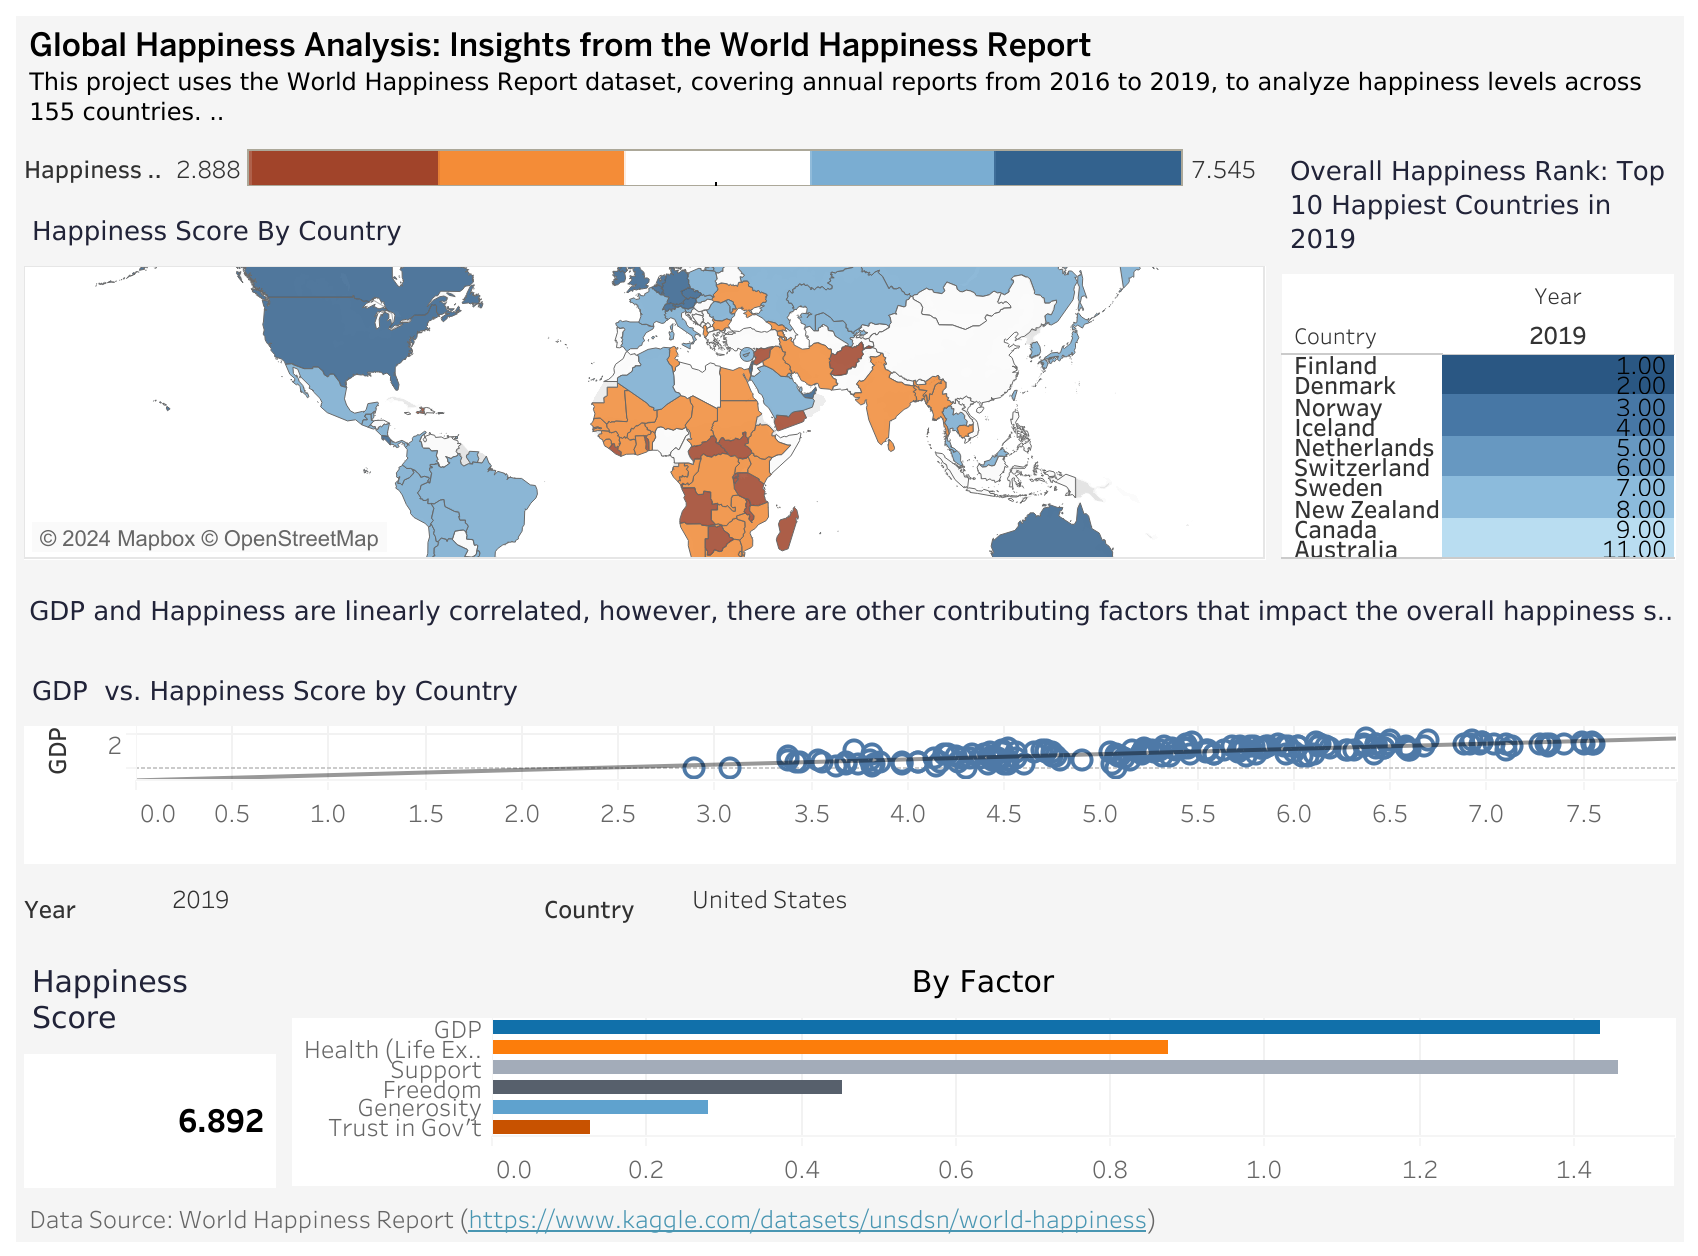 Global Happiness Analysis: Insights from the World Happiness Report
This project uses the World Happiness Report dataset, covering annual reports from 2016 to 2019, to analyze happiness levels across
155 countries. ..
Happiness .. 2.888 7.545
Overall Happiness Rank: Top
10 Happiest Countries in
2019
Happiness Score By Country
Year
Country 2019
Finland 1.00
Denmark 2.00
Norway 3.00
Iceland 4.00
Netherlands 5.00
Switzerland 6.00
Sweden 7.00
New Zealand 8.00
Canada 9.00
Australia 11.00
© 2024 Mapbox © OpenStreetMap
GDP and Happiness are linearly correlated, however, there are other contributing factors that impact the overall happiness s..
GDP vs. Happiness Score by Country
GDP
2
0.0 0.5 1.0 1.5 2.0 2.5 3.0 3.5 4.0 4.5 5.0 5.5 6.0 6.5 7.0 7.5
Year 2019 Country United States
Happiness
Score
6.892
By Factor
GDP
Health (Life Ex..
Support
Freedom
Generosity
Trust in Gov't
0.0 0.2 0.4 0.6 0.8 1.0 1.2 1.4
Data Source: World Happiness Report (https://www.kaggle.com/datasets/unsdsn/world-happiness)